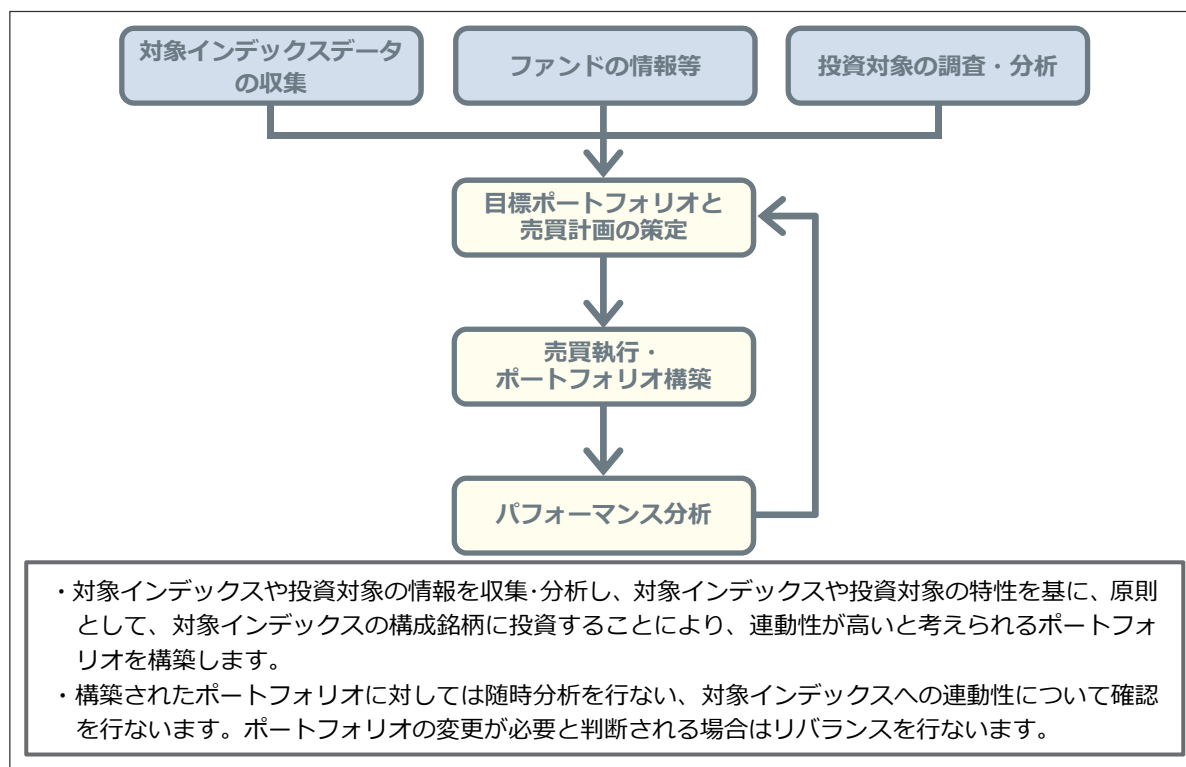 対象インデックスデータ
の収集
ファンドの情報等
投資対象の調査・分析
目標ポートフォリオと
売買計画の策定
売買執行・
ポートフォリオ構築
パフォーマンス分析
・対象インデックスや投資対象の情報を収集・分析し、対象インデックスや投資対象の特性を基に、原則
として、対象インデックスの構成銘柄に投資することにより、連動性が高いと考えられるポートフォ
リオを構築します。
・構築されたポートフォリオに対しては随時分析を行ない、対象インデックスへの連動性について確認
を行ないます。ポートフォリオの変更が必要と判断される場合はリバランスを行ないます。